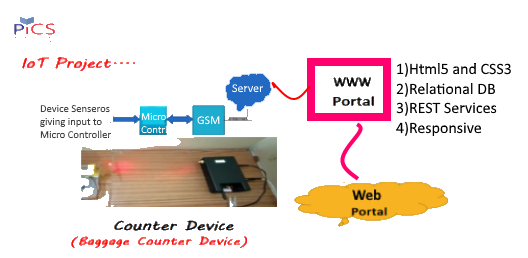 PiCS
IoT Project....
Device Senseros
giving input to
Micro Controller
Micro
Contrl
GSM
Server
WWW
Portal
1)Html5 and CSS3
2)Relational DB
3)REST Services
4)Responsive
Web
Portal
Counter Device
(Baggage Counter Device)